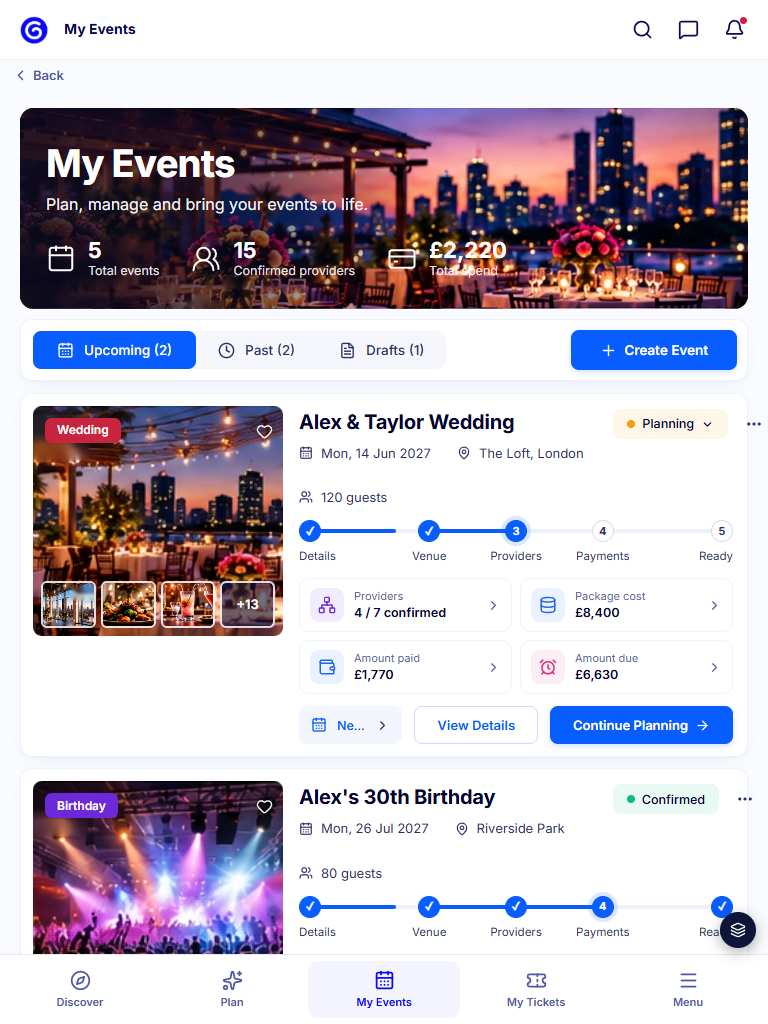 My Events
Back
My Events
Plan, manage and bring your events to life.
5
Total events
15
Confirmed providers
£2,220
Total spend
Upcoming (2)
Past (2)
Drafts (1)
Create Event
Wedding
+13
Alex & Taylor Wedding
Planning
Mon, 14 Jun 2027
The Loft, London
120 guests
3
4
5
Details
Venue
Providers
Payments
Ready
Providers
4 / 7 confirmed
Package cost
£8,400
Amount paid
£1,770
Amount due
£6,630
Ne...
View Details
Continue Planning
Birthday
Alex's 30th Birthday
Confirmed
Mon, 26 Jul 2027
Riverside Park
80 guests
4
Details
Venue
Providers
Payments
Discover
Plan
My Events
My Tickets
Menu